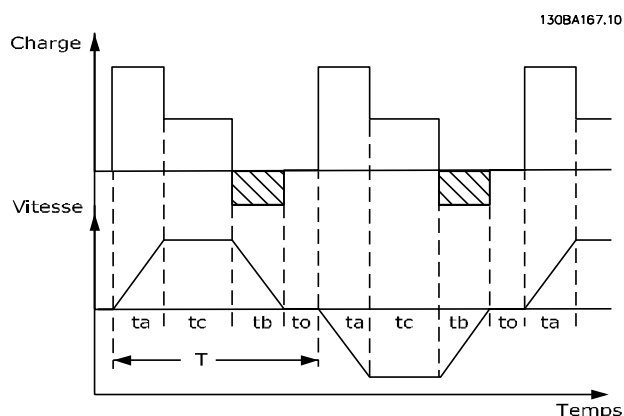 130BA167.10
Charge
Vitesse
ta tc tb to ta tc tb to ta
T
Temps